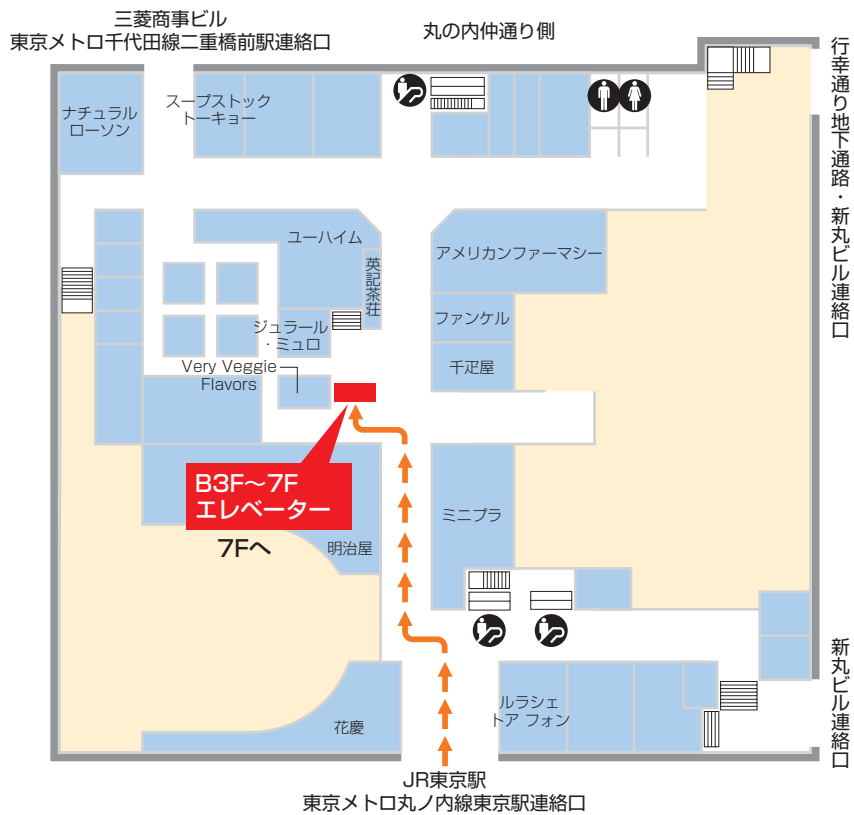 三菱商事ビル
東京メトロ千代田線二重橋前駅連絡口
丸の内仲通り側
行幸通り地下通路・新丸ビル連絡口
ナチュラル
ローソン
スープストック
トーキョー
ユーハイム
英記茶荘
アメリカンファーマシー
ファンケル
ジュラール
・ミュロ
千疋屋
Very Veggie
Flavors
B3F～7F
エレベーター
7Fへ
明治屋
ミニプラ
新丸ビル連絡口
ルラシェ
トア フォン
花慶
JR東京駅
東京メトロ丸ノ内線東京駅連絡口